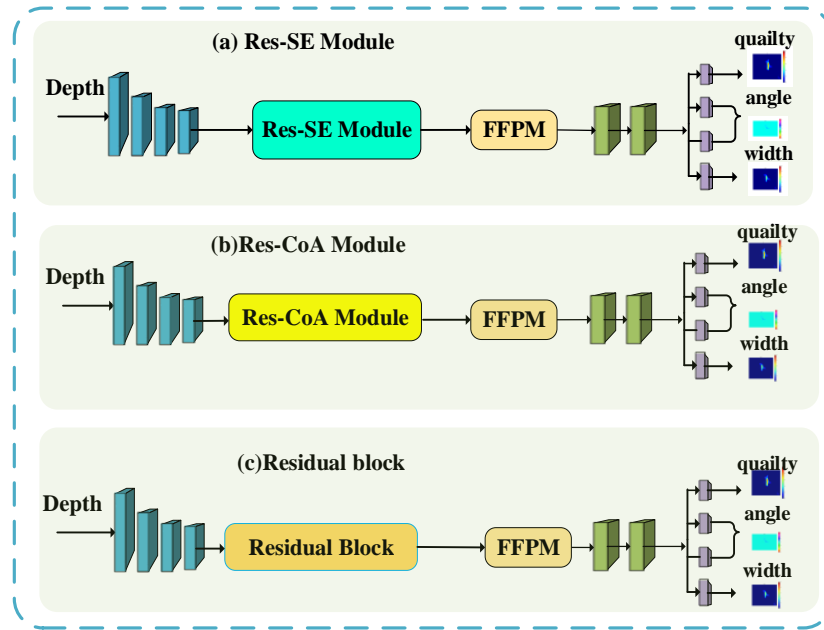 (a) Res-SE Module
Depth
Res-SE Module
FFPM
quailty
angle
width
(b)Res-CoA Module
Depth
Res-CoA Module
FFPM
quailty
angle
width
(c)Residual block
Depth
Residual Block
FFPM
quailty
angle
width